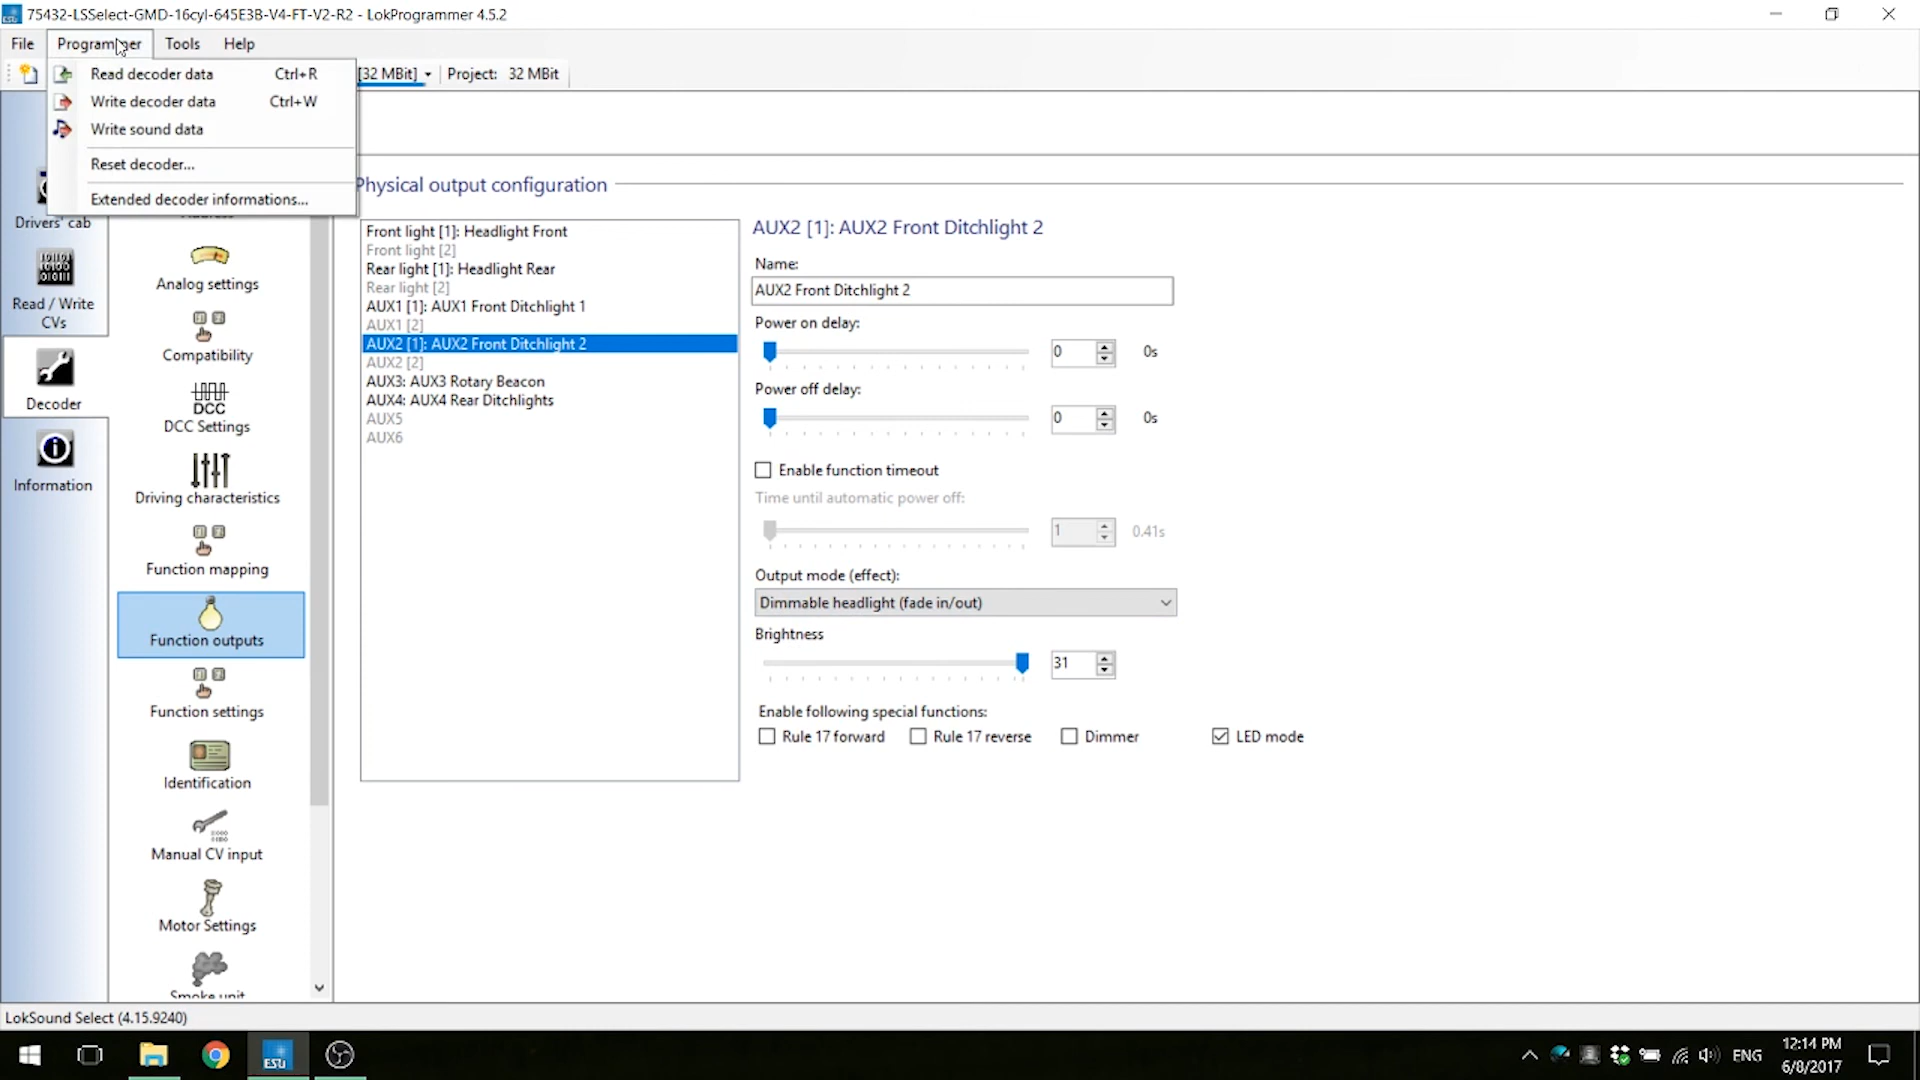 75432-LSSelect-GMD-16cyl-645E3B-V4-FT-V2-R2 - LokProgrammer 4.5.2
File Programmer Tools Help
Read decoder data Ctrl+R
Write decoder data Ctrl+W
Write sound data
Reset decoder...
Extended decoder informations...
[32 MBit] Project: 32 MBit
Drivers' cab
Read / Write
CVs
Decoder
Information
Analog settings
Compatibility
DCC
DCC Settings
Driving characteristics
Function mapping
Function outputs
Function settings
Identification
Manual CV input
Motor Settings
Smoke unit
Physical output configuration
Front light [1]: Headlight Front
Front light [2]
Rear light [1]: Headlight Rear
Rear light [2]
AUX1 [1]: AUX1 Front Ditchlight 1
AUX1 [2]
AUX2 [1]: AUX2 Front Ditchlight 2
AUX2 [2]
AUX3: AUX3 Rotary Beacon
AUX4: AUX4 Rear Ditchlights
AUX5
AUX6
AUX2 [1]: AUX2 Front Ditchlight 2
Name:
AUX2 Front Ditchlight 2
Power on delay:
0 0s
Power off delay:
0 0s
Enable function timeout
Time until automatic power off:
1 0.41s
Output mode (effect):
Dimmable headlight (fade in/out)
Brightness
31
Enable following special functions:
Rule 17 forward Rule 17 reverse Dimmer LED mode
LokSound Select (4.15.9240)
ESU
ENG
12:14 PM
6/8/2017